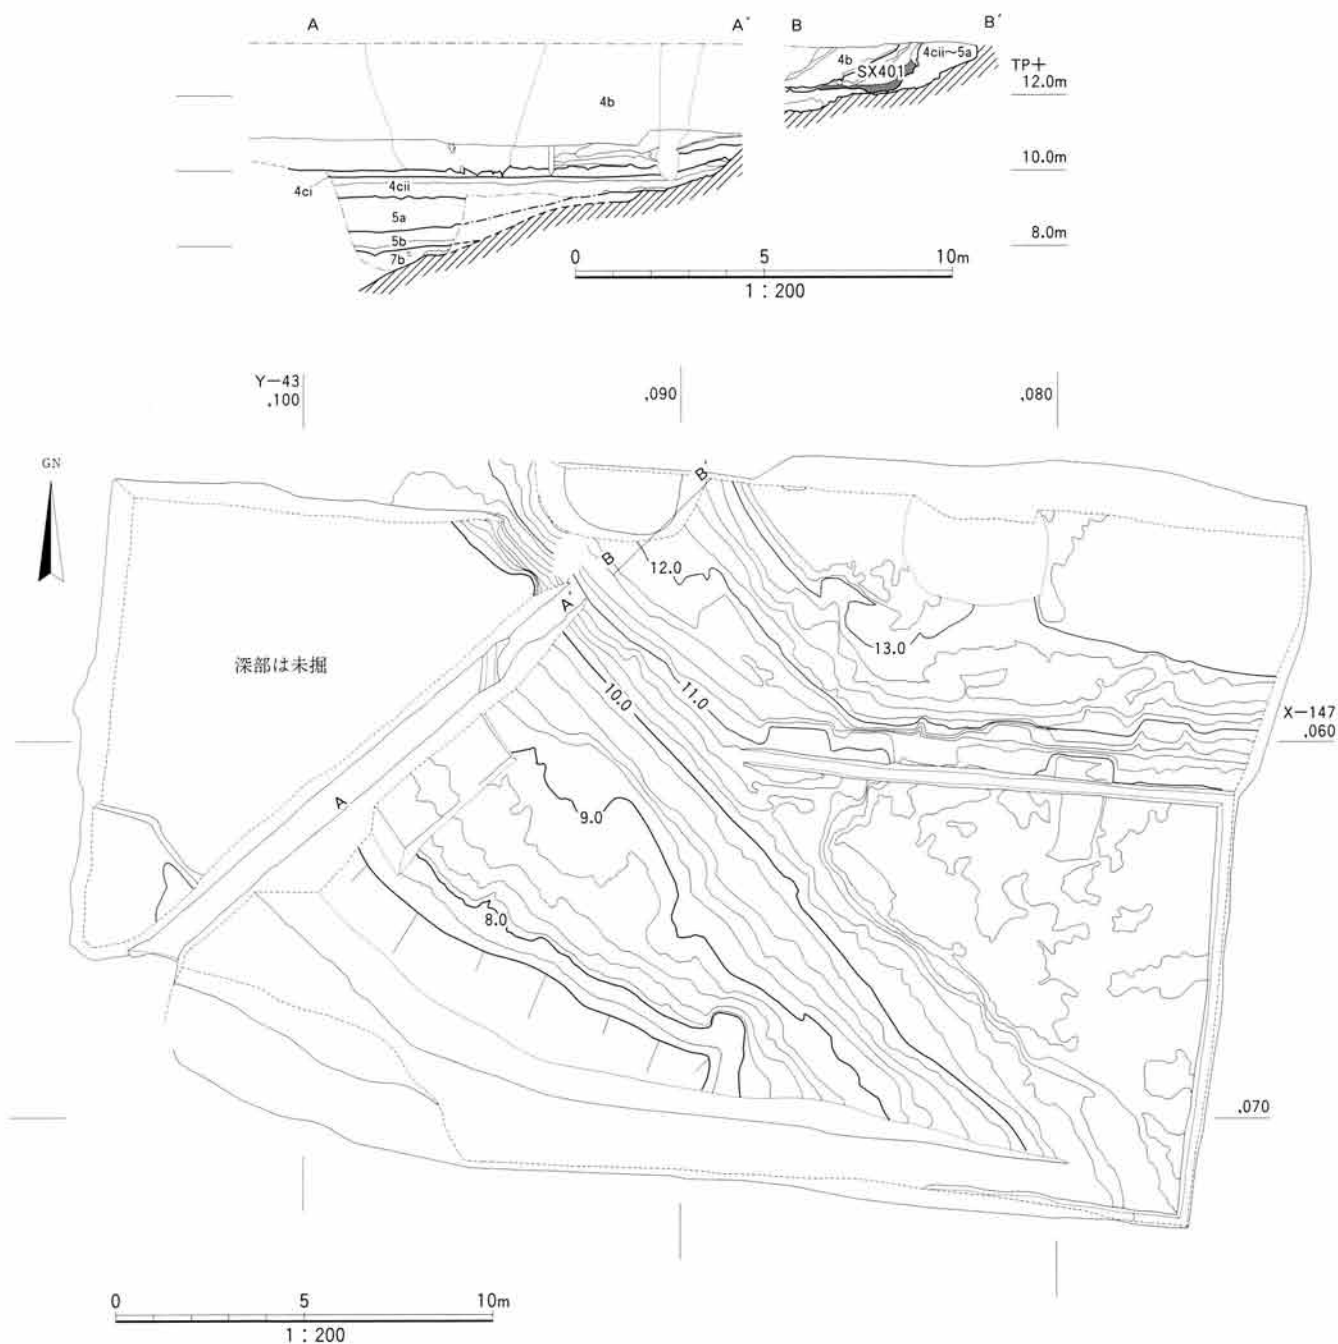 A A' B B'
4b 4b SX401 4cii～5a TP+
12.0m
10.0m
4ci 4cii
5a
5b 8.0m
7b
0 5 10m
1：200
Y－43
,100 ,090 ,080
GN
B'
B 12.0
A'
13.0
深部は未掘
10.0 11.0
X－147
,060
A
9.0
8.0
,070
0 5 10m
1：200